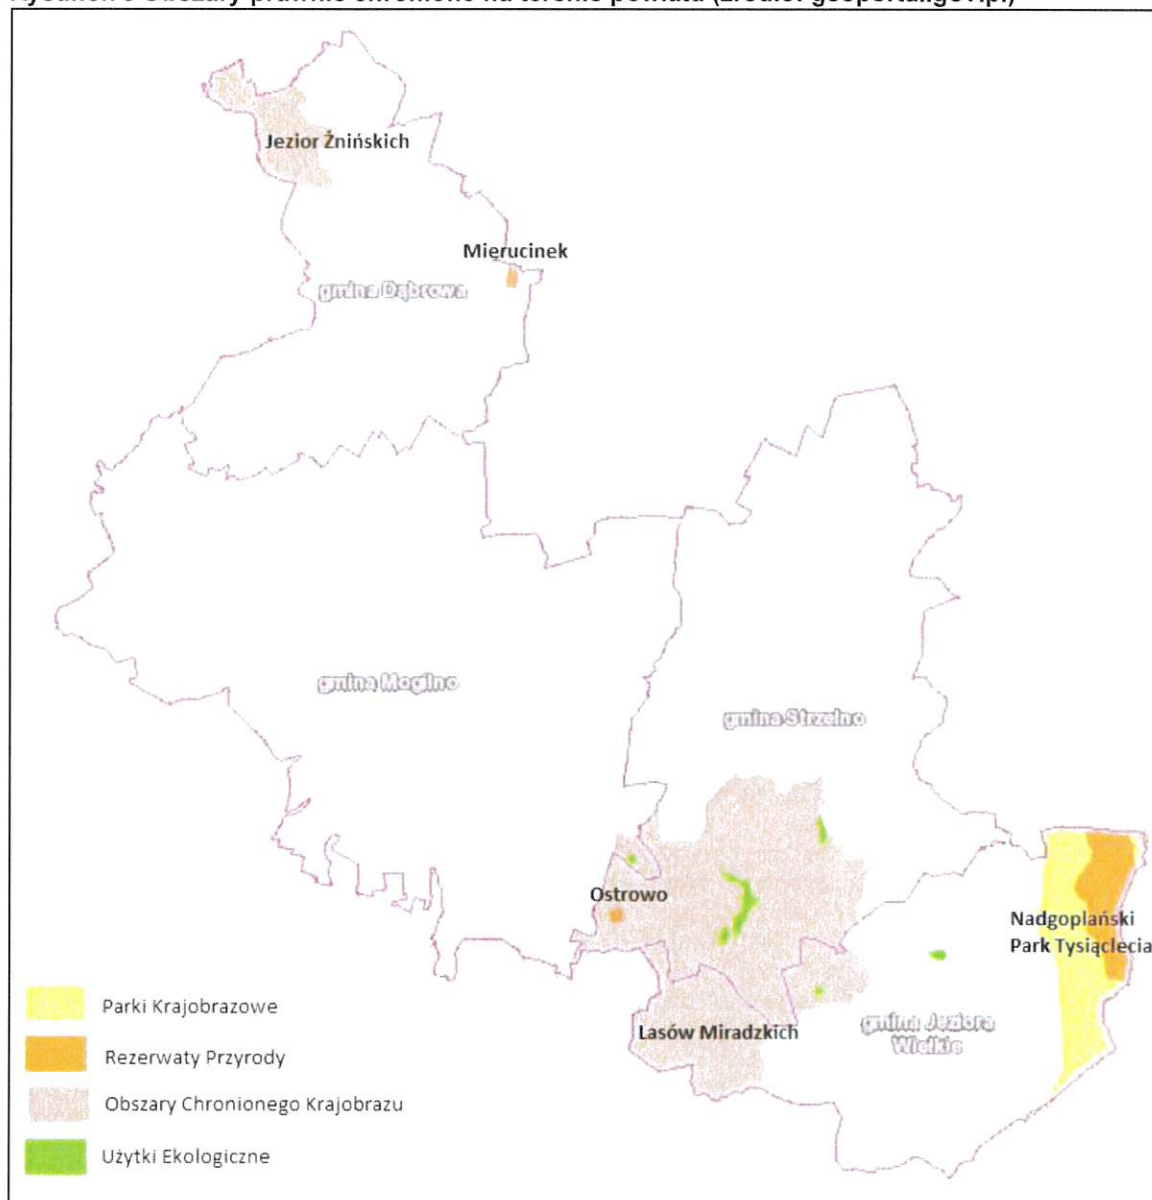 Jezior Żnińskich
Mierucinek
gmina Dąbrowa
gmina Mogilno
gmina Strzelno
Ostrowo
Nadgoplański
Park Tysiąclecia
Lasów Miradzkich
gmina Jeziora
Wielkie
Parki Krajobrazowe
Rezerwaty Przyrody
Obszary Chronionego Krajobrazu
Użytki Ekologiczne